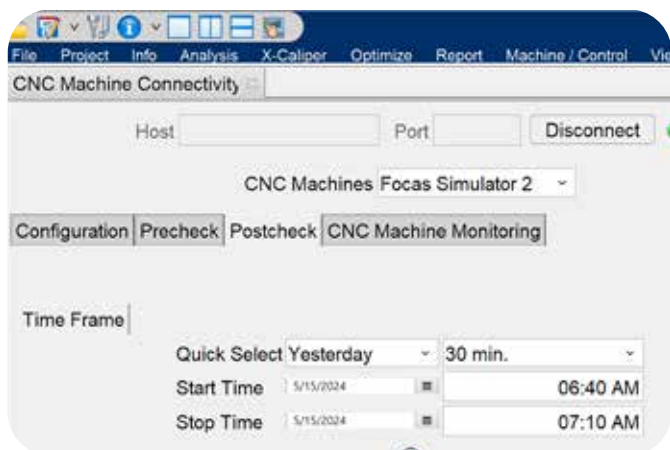 File Project Info Analysis X-Caliper Optimize Report Machine / Control
CNC Machine Connectivity
Host Port Disconnect
CNC Machines Focas Simulator 2
Configuration Precheck Postcheck CNC Machine Monitoring
Time Frame
Quick Select Yesterday 30 min.
Start Time 5/15/2024 06:40 AM
Stop Time 5/15/2024 07:10 AM